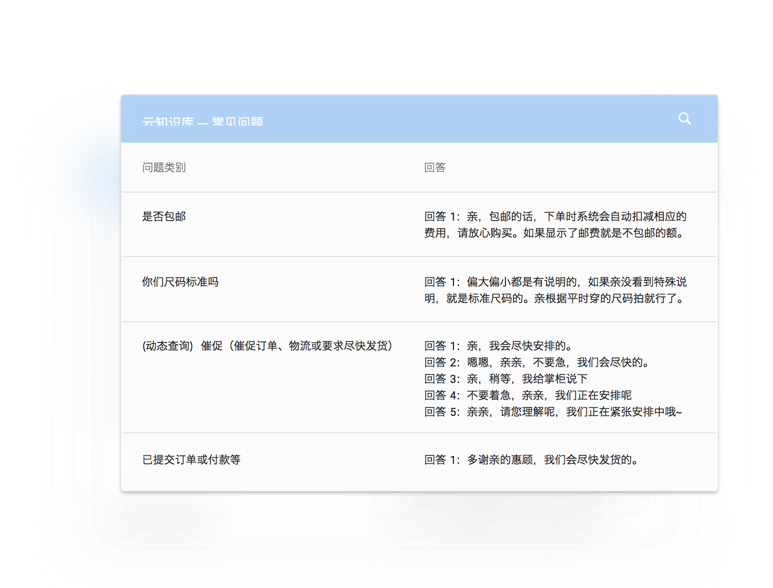 云知识库 — 常见问题
问题类别 回答
是否包邮
回答 1：亲，包邮的话，下单时系统会自动扣减相应的
费用，请放心购买。如果显示了邮费就是不包邮的额。
你们尺码标准吗
回答 1：偏大偏小都是有说明的，如果亲没看到特殊说
明，就是标准尺码的。亲根据平时穿的尺码拍就行了。
(动态查询) 催促（催促订单、物流或要求尽快发货）
回答 1：亲，我会尽快安排的。
回答 2：嗯嗯，亲亲，不要急，我们会尽快的。
回答 3：亲，稍等，我给掌柜说下
回答 4：不要着急，亲亲，我们正在安排呢
回答 5：亲亲，请您理解呢，我们正在紧张安排中哦~
已提交订单或付款等
回答 1：多谢亲的惠顾，我们会尽快发货的。